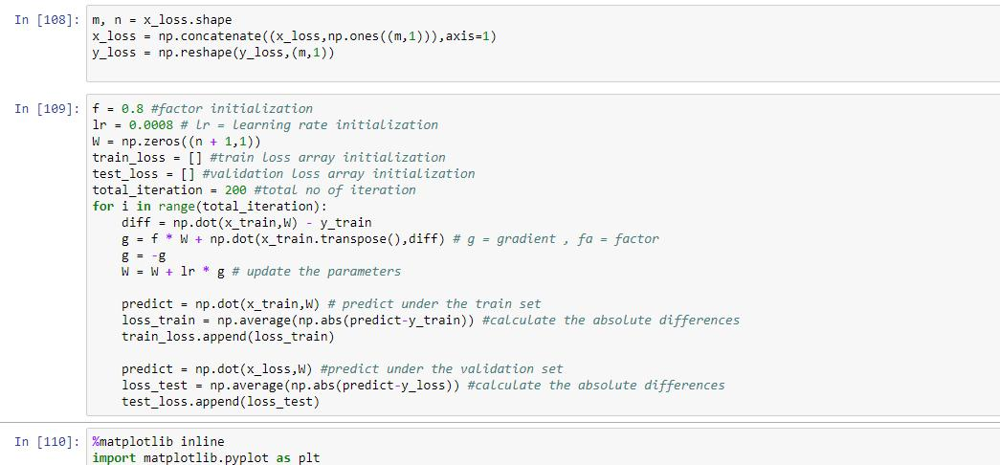 In [108]: m, n = x_loss.shape
x_loss = np.concatenate((x_loss,np.ones((m,1))),axis=1)
y_loss = np.reshape(y_loss,(m,1))
In [109]: f = 0.8 #factor initialization
lr = 0.0008 # lr = learning rate initialization
W = np.zeros((n + 1,1))
train_loss = [] #train loss array initialization
test_loss = [] #validation loss array initialization
total_iteration = 200 #total no of iteration
for i in range(total_iteration):
    diff = np.dot(x_train,W) - y_train
    g = f * W + np.dot(x_train.transpose(),diff) # g = gradient , fa = factor
    g = -g
    W = W + lr * g # update the parameters
    predict = np.dot(x_train,W) # predict under the train set
    loss_train = np.average(np.abs(predict-y_train)) #calculate the absolute differences
    train_loss.append(loss_train)
    predict = np.dot(x_loss,W) #predict under the validation set
    loss_test = np.average(np.abs(predict-y_loss)) #calculate the absolute differences
    test_loss.append(loss_test)
In [110]: %matplotlib inline
import matplotlib.pyplot as plt